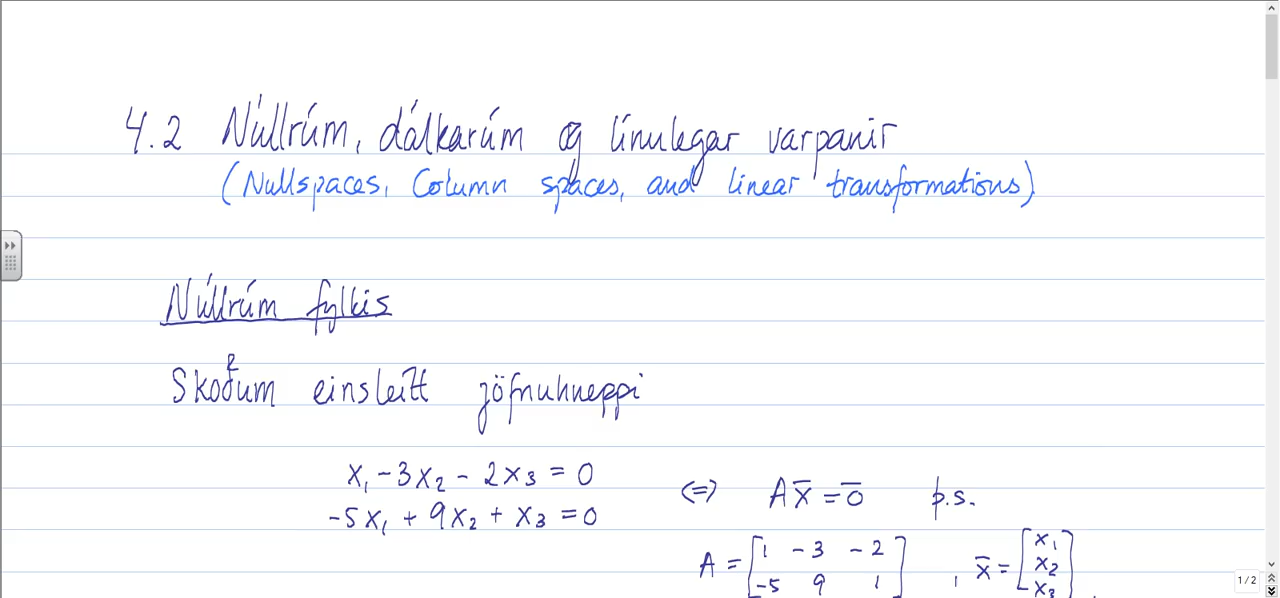 4.2 Núllrúm, dálkarúm og línulegar varpanir
(Nullspaces, Column spaces, and linear transformations)
Núllrúm fylkis
Skoðum einsleitt jöfnuhneppi
x₁ - 3x₂ - 2x₃ = 0
-5x₁ + 9x₂ + x₃ = 0
<=> Ax̄ = 0̄ þ.s.
A = [1 -3 -2
-5 9 1] , x̄ = [x₁
x₂
x₃] .
1/2